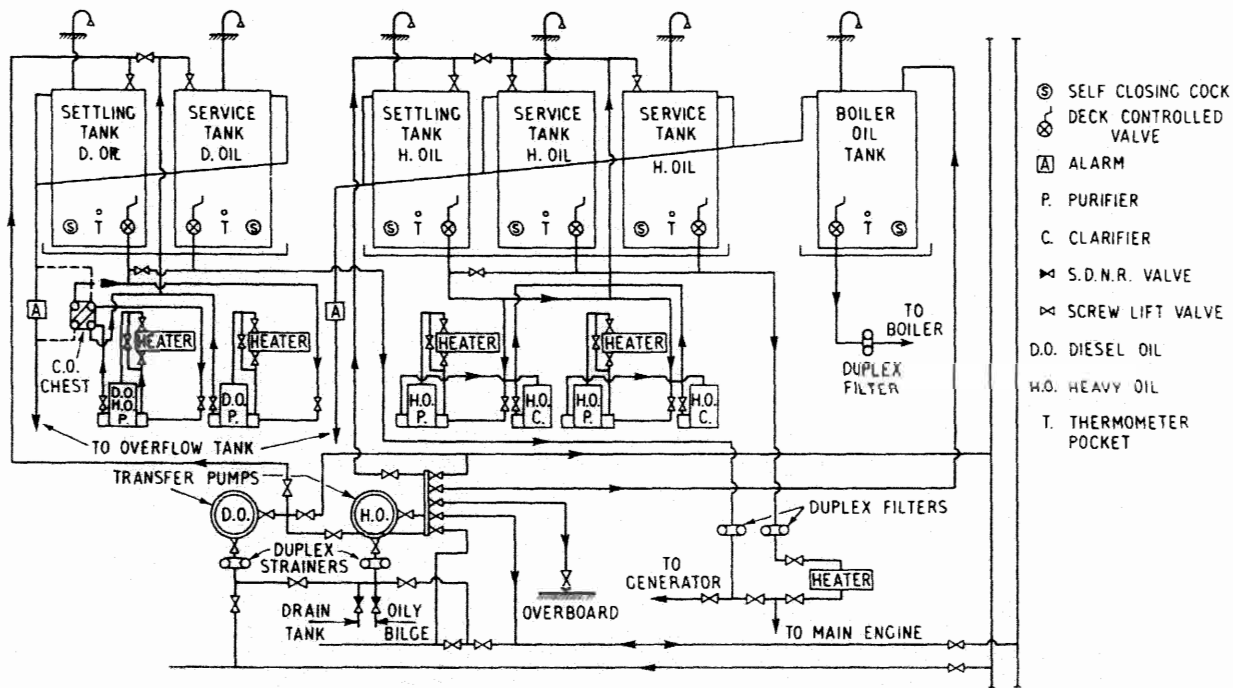 SETTLING
TANK
D. OIL
SERVICE
TANK
D. OIL
SETTLING
TANK
H. OIL
SERVICE
TANK
H. OIL
SERVICE
TANK
H. OIL
BOILER
OIL
TANK
S
T
T
S
S
T
S
T
S
T
T
S
S SELF CLOSING COCK
DECK CONTROLLED
VALVE
A ALARM
P. PURIFIER
C. CLARIFIER
S.D.N.R. VALVE
SCREW LIFT VALVE
D.O. DIESEL OIL
H.O. HEAVY OIL
T. THERMOMETER
POCKET
A
A
C.O.
CHEST
HEATER
HEATER
HEATER
HEATER
D.O.
H.O.
P.
D.O.
P.
H.O.
P.
H.O.
C.
H.O.
P.
H.O.
C.
TO
BOILER
DUPLEX
FILTER
TO OVERFLOW TANK
TRANSFER PUMPS
D.O.
H.O.
DUPLEX
STRAINERS
DRAIN
TANK
OILY
BILGE
OVERBOARD
DUPLEX FILTERS
TO
GENERATOR
HEATER
TO MAIN ENGINE